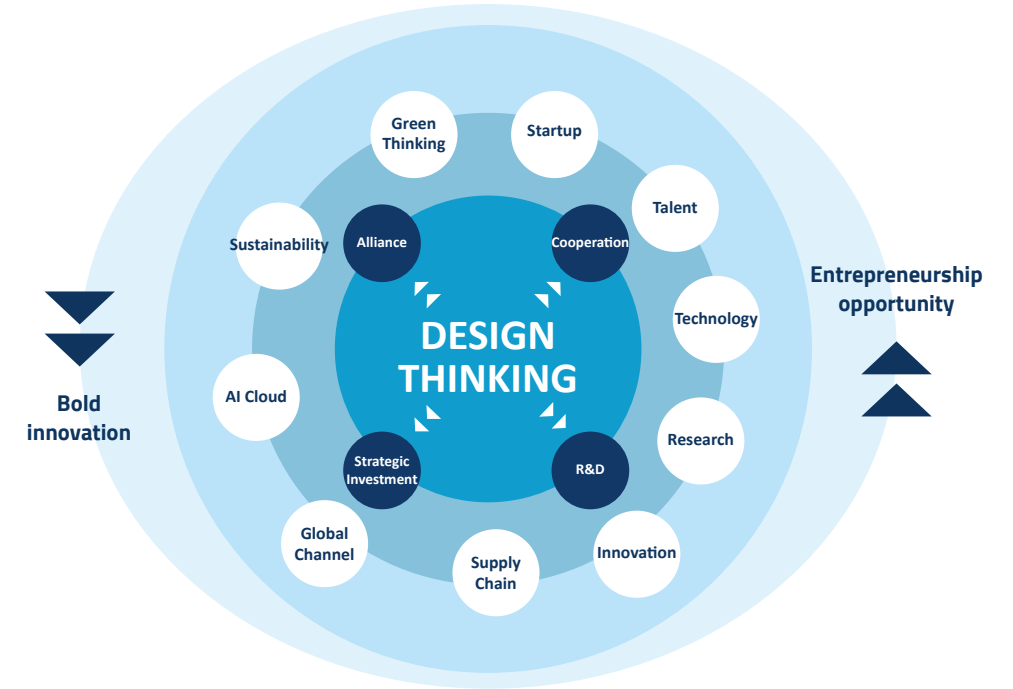 Green
Thinking
Startup
Talent
Sustainability
Alliance
Cooperation
Entrepreneurship
opportunity
Technology
DESIGN
THINKING
AI Cloud
Bold
innovation
Research
Strategic
Investment
R&D
Global
Channel
Supply
Chain
Innovation